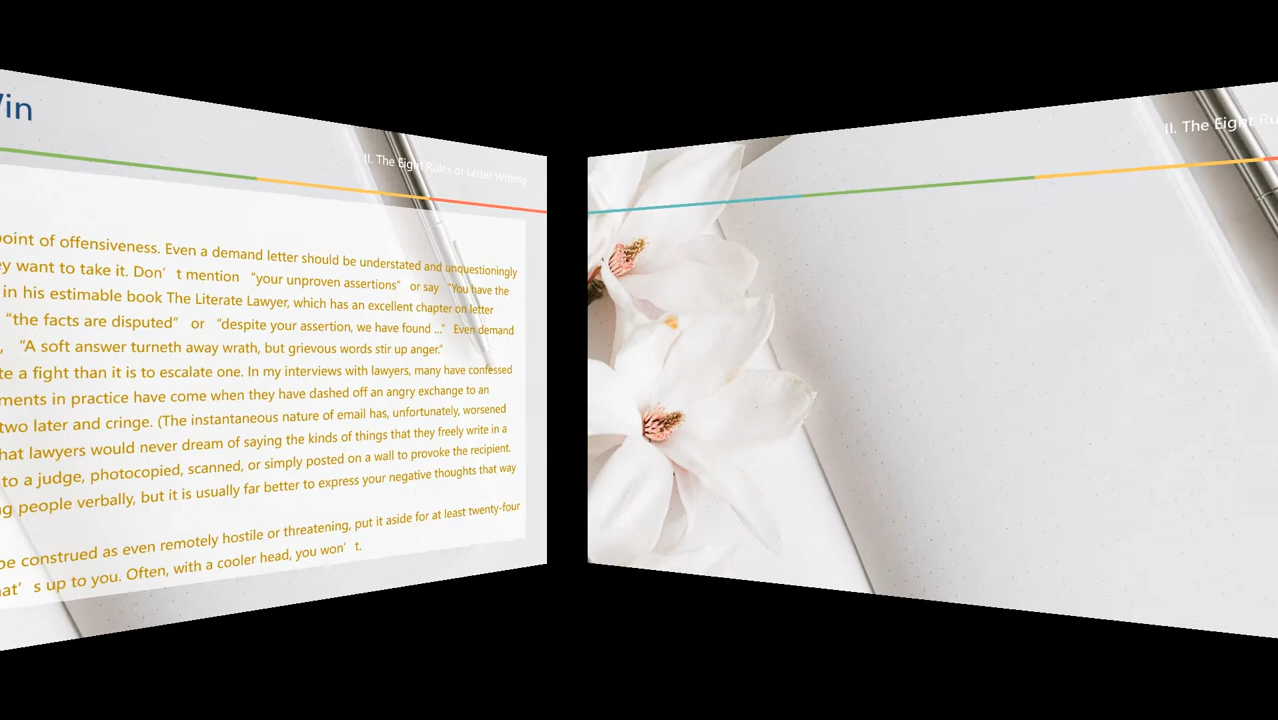 Win
II. The Eight Rules of Letter Writing
point of offensiveness. Even a demand letter should be understated and unquestioningly
ey want to take it. Don’t mention “your unproven assertions” or say “You have the
in his estimable book The Literate Lawyer, which has an excellent chapter on letter
“the facts are disputed” or “despite your assertion, we have found ...” Even demand
, “A soft answer turneth away wrath, but grievous words stir up anger.”
te a fight than it is to escalate one. In my interviews with lawyers, many have confessed
ments in practice have come when they have dashed off an angry exchange to an
two later and cringe. (The instantaneous nature of email has, unfortunately, worsened
hat lawyers would never dream of saying the kinds of things that they freely write in a
to a judge, photocopied, scanned, or simply posted on a wall to provoke the recipient.
ng people verbally, but it is usually far better to express your negative thoughts that way
be construed as even remotely hostile or threatening, put it aside for at least twenty-four
hat’s up to you. Often, with a cooler head, you won’t.
II. The Eight Ru